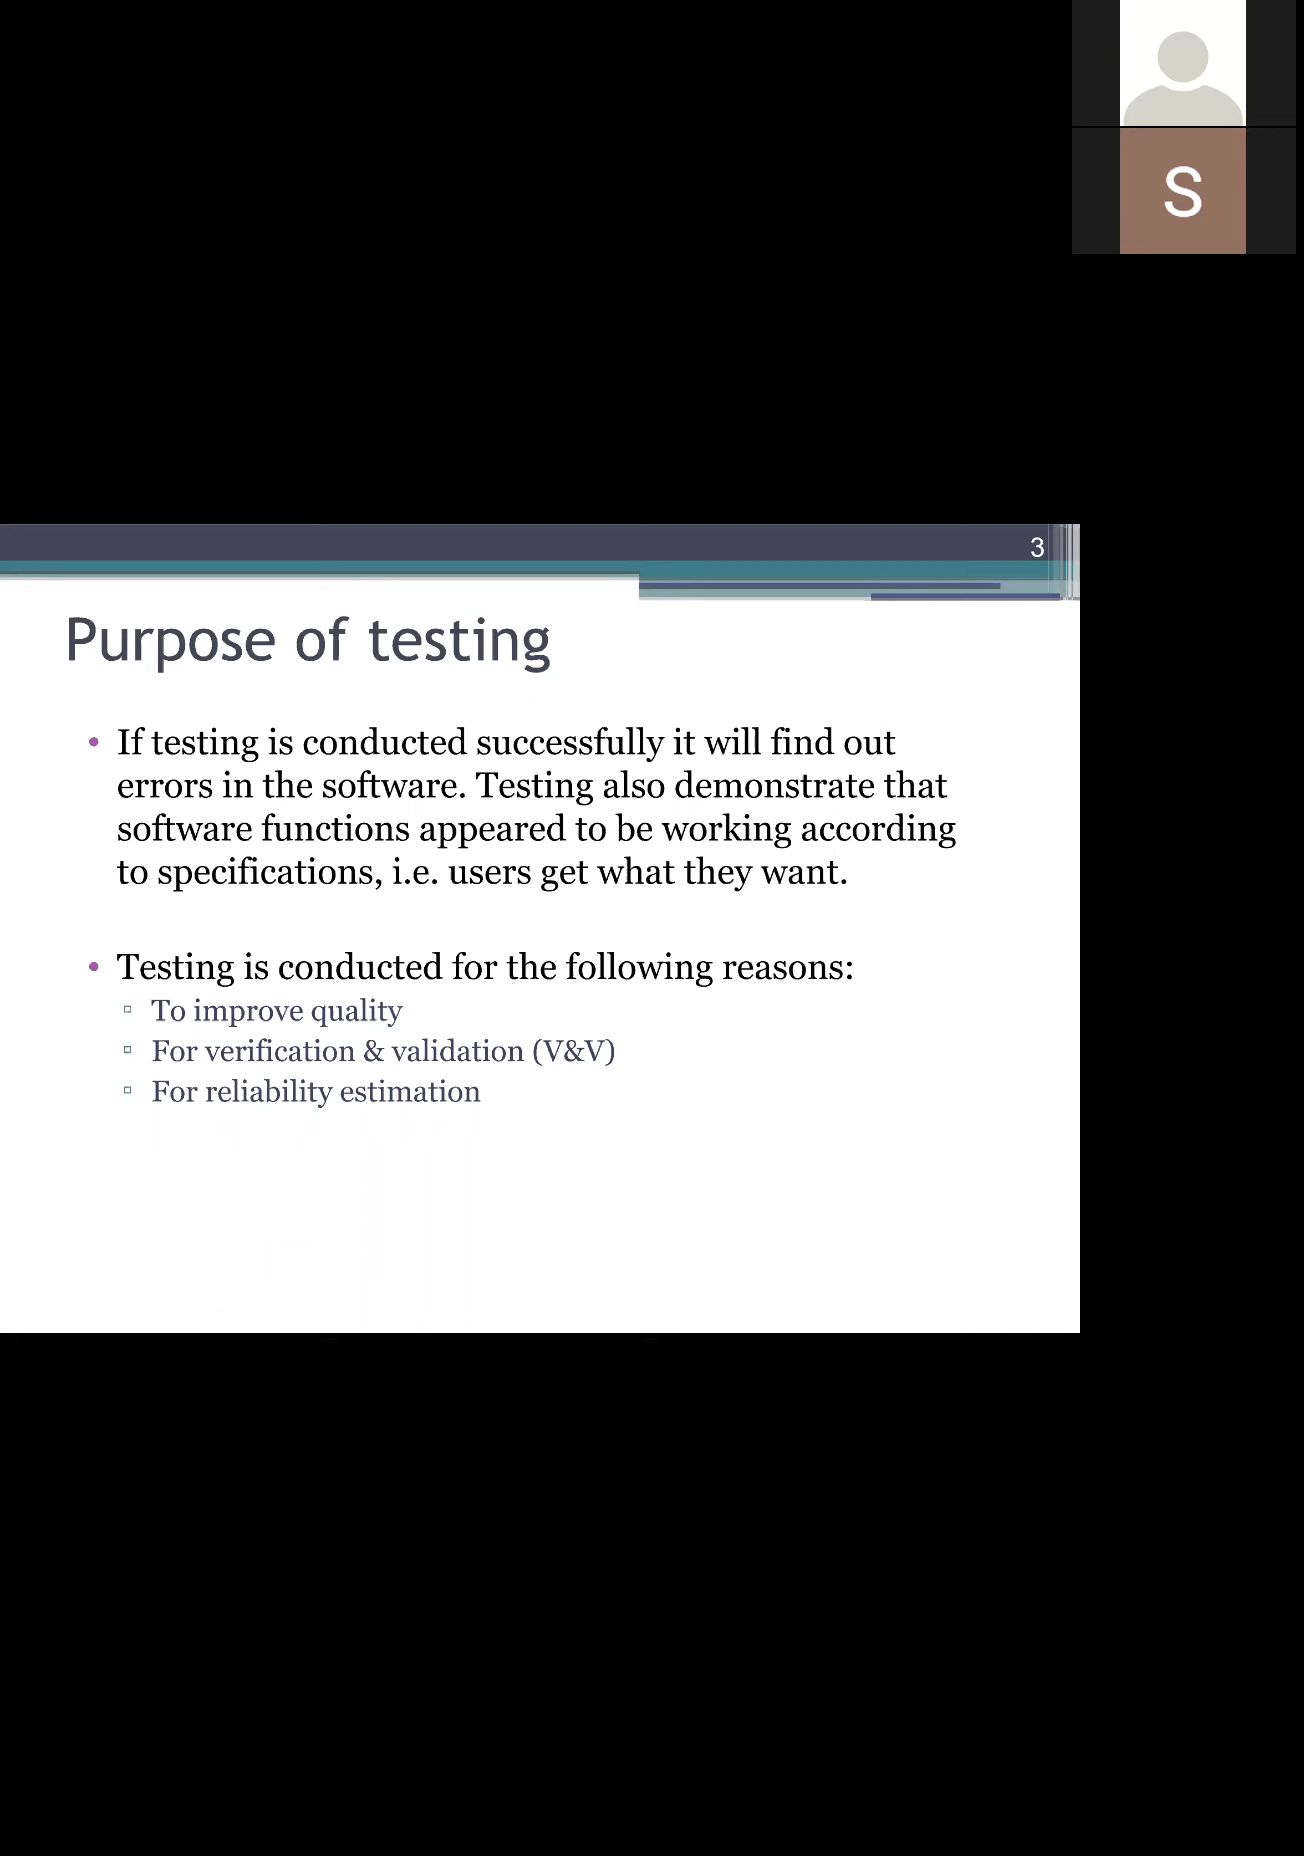 S
3
Purpose of testing
• If testing is conducted successfully it will find out
errors in the software. Testing also demonstrate that
software functions appeared to be working according
to specifications, i.e. users get what they want.
• Testing is conducted for the following reasons:
▫ To improve quality
▫ For verification & validation (V&V)
▫ For reliability estimation